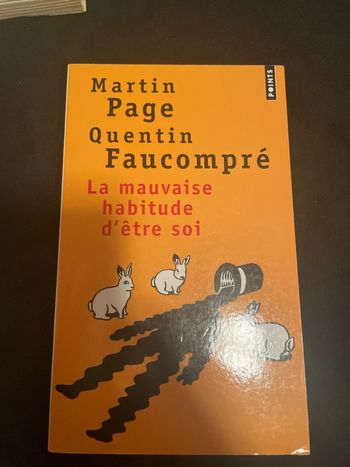 Martin
Page
Quentin
Faucompré
La mauvaise
habitude
d'être soi
POINTS